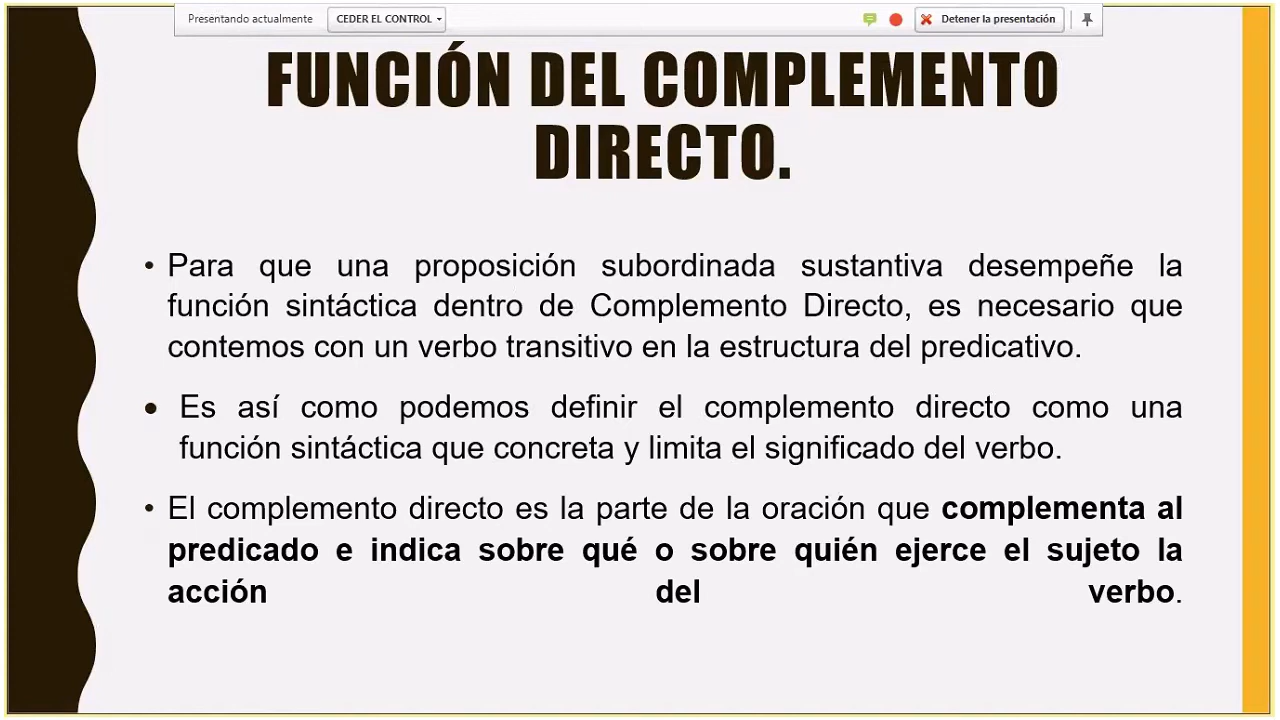 Presentando actualmente CEDER EL CONTROL Detener la presentación
FUNCIÓN DEL COMPLEMENTO
DIRECTO.
• Para que una proposición subordinada sustantiva desempeñe la
función sintáctica dentro de Complemento Directo, es necesario que
contemos con un verbo transitivo en la estructura del predicativo.
• Es así como podemos definir el complemento directo como una
función sintáctica que concreta y limita el significado del verbo.
• El complemento directo es la parte de la oración que complementa al
predicado e indica sobre qué o sobre quién ejerce el sujeto la
acción del verbo.